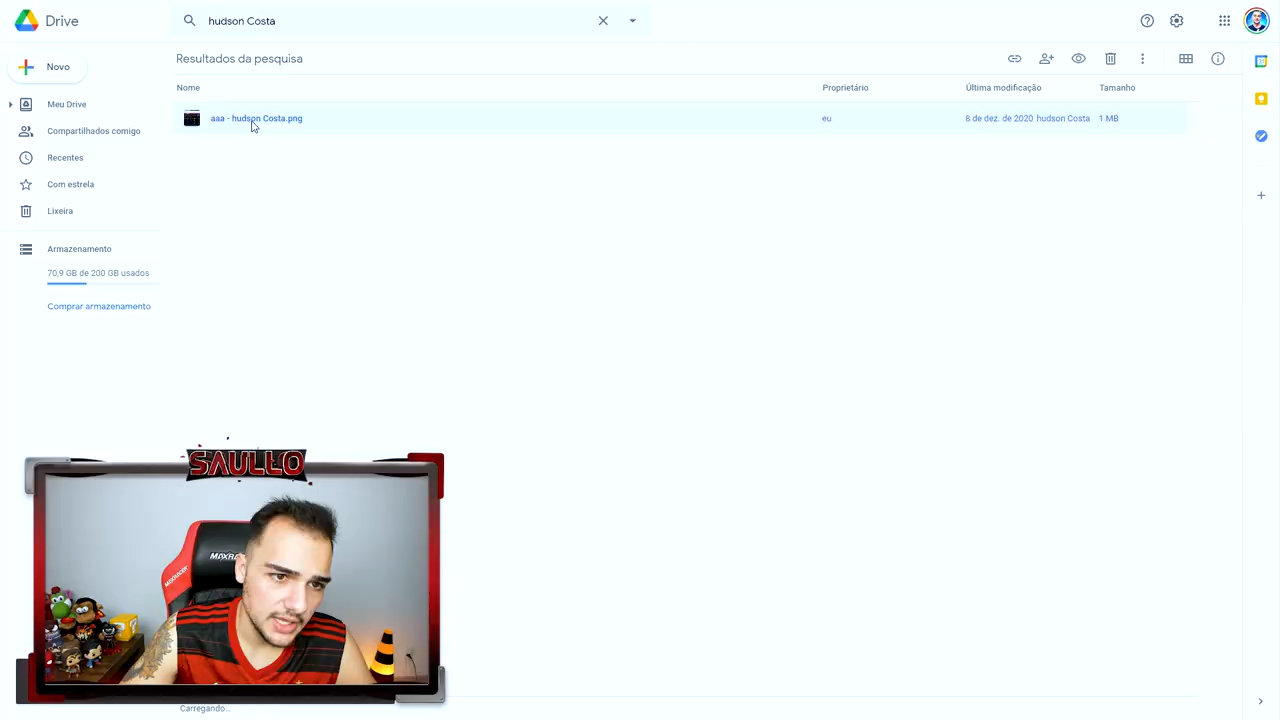 Drive
hudson Costa
Novo
Resultados da pesquisa
Nome
Proprietário
Última modificação
Tamanho
Meu Drive
aaa - hudson Costa.png
eu
8 de dez. de 2020 hudson Costa
1 MB
Compartilhados comigo
Recentes
Com estrela
Lixeira
Armazenamento
70,9 GB de 200 GB usados
Comprar armazenamento
SAULLO
MAXRACER
Carregando..